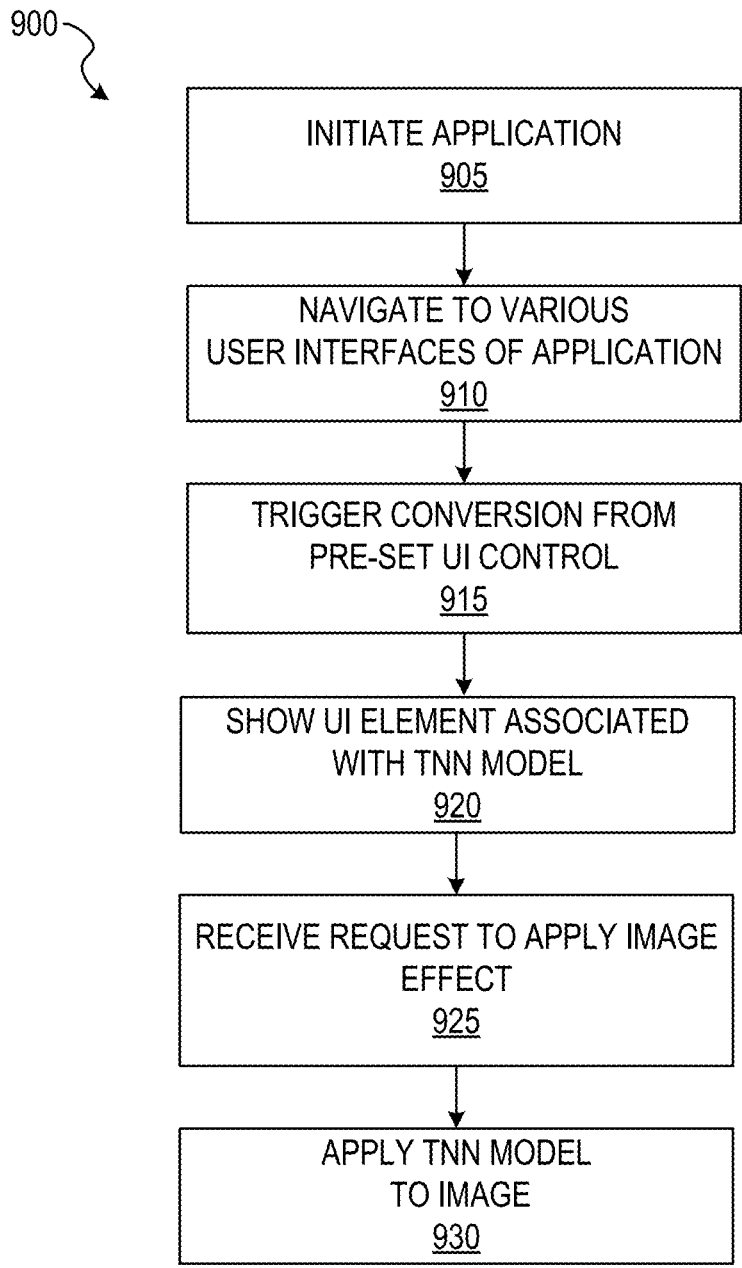 900
INITIATE APPLICATION
905
NAVIGATE TO VARIOUS
USER INTERFACES OF APPLICATION
910
TRIGGER CONVERSION FROM
PRE-SET UI CONTROL
915
SHOW UI ELEMENT ASSOCIATED
WITH TNN MODEL
920
RECEIVE REQUEST TO APPLY IMAGE
EFFECT
925
APPLY TNN MODEL
TO IMAGE
930